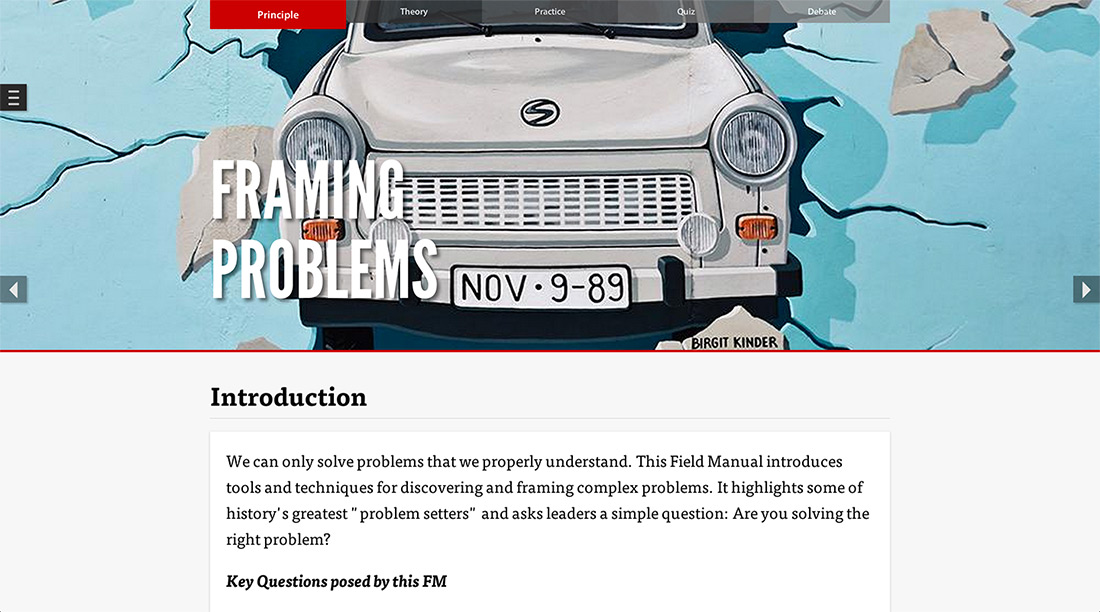 Principle
Theory
Practice
Quiz
Debate
FRAMING
PROBLEMS
NOV•9-89
BIRGIT KINDER
Introduction
We can only solve problems that we properly understand. This Field Manual introduces
tools and techniques for discovering and framing complex problems. It highlights some of
history's greatest "problem setters" and asks leaders a simple question: Are you solving the
right problem?
Key Questions posed by this FM